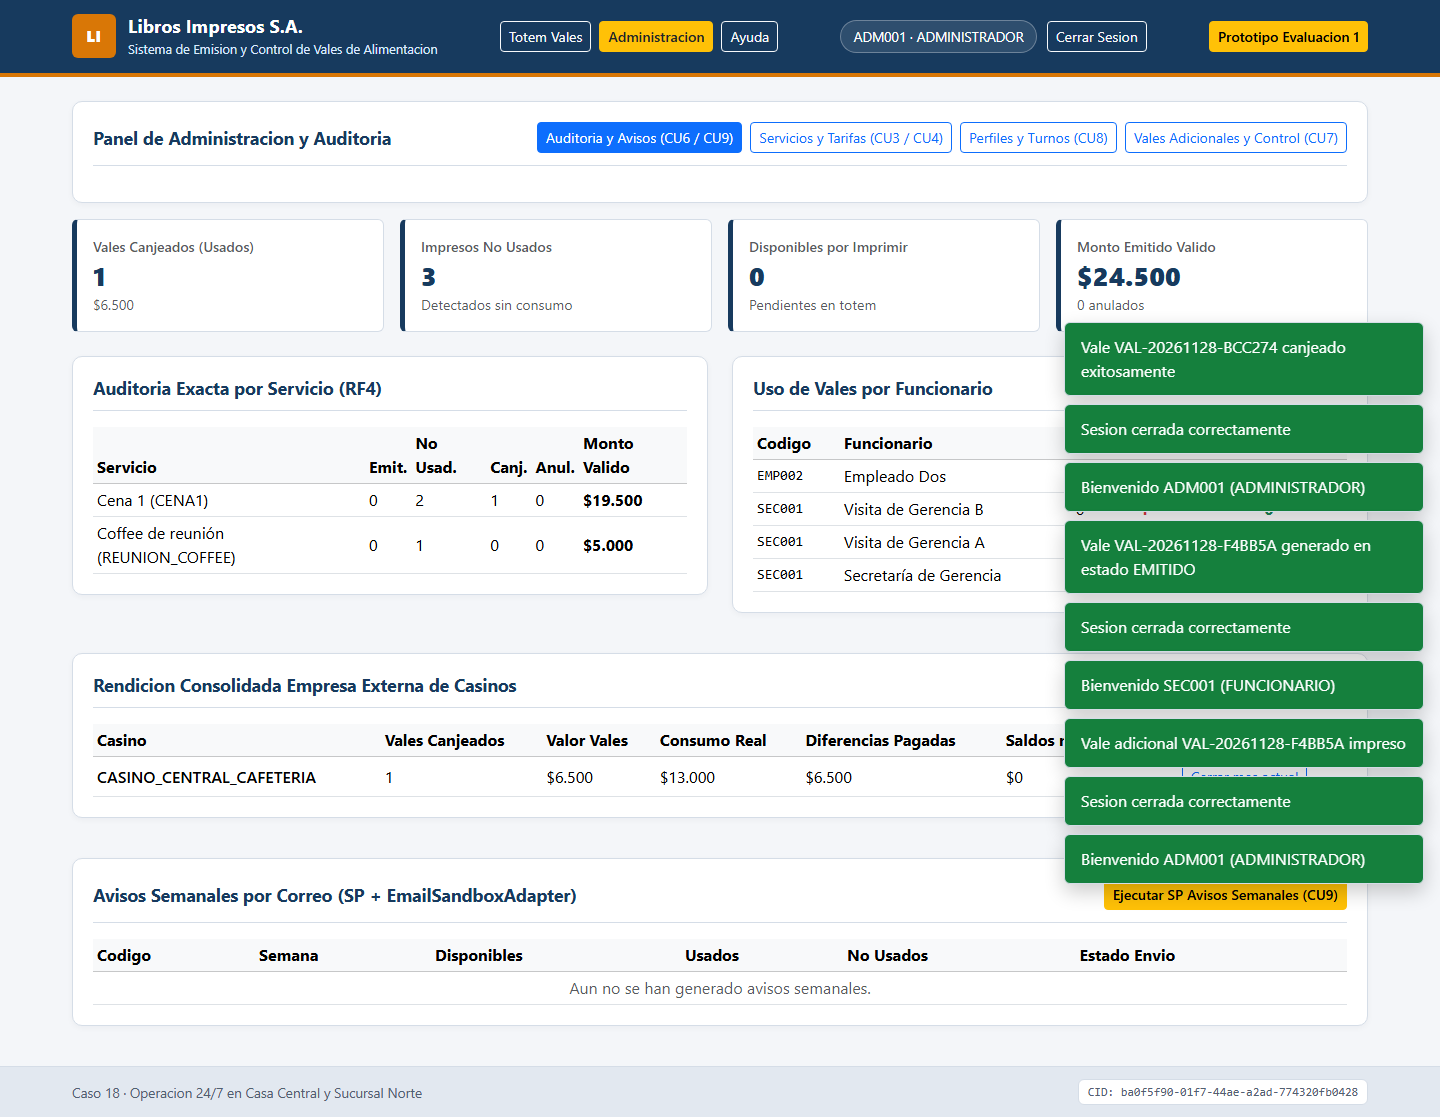 LI
Libros Impresos S.A.
Sistema de Emision y Control de Vales de Alimentacion
Totem Vales
Administracion
Ayuda
ADM001 · ADMINISTRADOR
Cerrar Sesion
Prototipo Evaluacion 1
Panel de Administracion y Auditoria
Auditoria y Avisos (CU6 / CU9)
Servicios y Tarifas (CU3 / CU4)
Perfiles y Turnos (CU8)
Vales Adicionales y Control (CU7)
Vales Canjeados (Usados)
1
$6.500
Impresos No Usados
3
Detectados sin consumo
Disponibles por Imprimir
0
Pendientes en totem
Monto Emitido Valido
$24.500
0 anulados
Auditoria Exacta por Servicio (RF4)
Servicio Emit. No Usad. Canj. Anul. Monto Valido
Cena 1 (CENA1) 0 2 1 0 $19.500
Coffee de reunión (REUNION_COFFEE) 0 1 0 0 $5.000
Uso de Vales por Funcionario
Codigo Funcionario
EMP002 Empleado Dos
SEC001 Visita de Gerencia B
SEC001 Visita de Gerencia A
SEC001 Secretaría de Gerencia
Vale VAL-20261128-BCC274 canjeado
exitosamente
Sesion cerrada correctamente
Bienvenido ADM001 (ADMINISTRADOR)
Vale VAL-20261128-F4BB5A generado en
estado EMITIDO
Sesion cerrada correctamente
Bienvenido SEC001 (FUNCIONARIO)
Vale adicional VAL-20261128-F4BB5A impreso
Sesion cerrada correctamente
Bienvenido ADM001 (ADMINISTRADOR)
Rendicion Consolidada Empresa Externa de Casinos
Casino Vales Canjeados Valor Vales Consumo Real Diferencias Pagadas Saldos
CASINO_CENTRAL_CAFETERIA 1 $6.500 $13.000 $6.500 $0
Avisos Semanales por Correo (SP + EmailSandboxAdapter)
Ejecutar SP Avisos Semanales (CU9)
Codigo Semana Disponibles Usados No Usados Estado Envio
Aun no se han generado avisos semanales.
Caso 18 · Operacion 24/7 en Casa Central y Sucursal Norte
CID: ba0f5f90-01f7-44ae-a2ad-774320fb0428